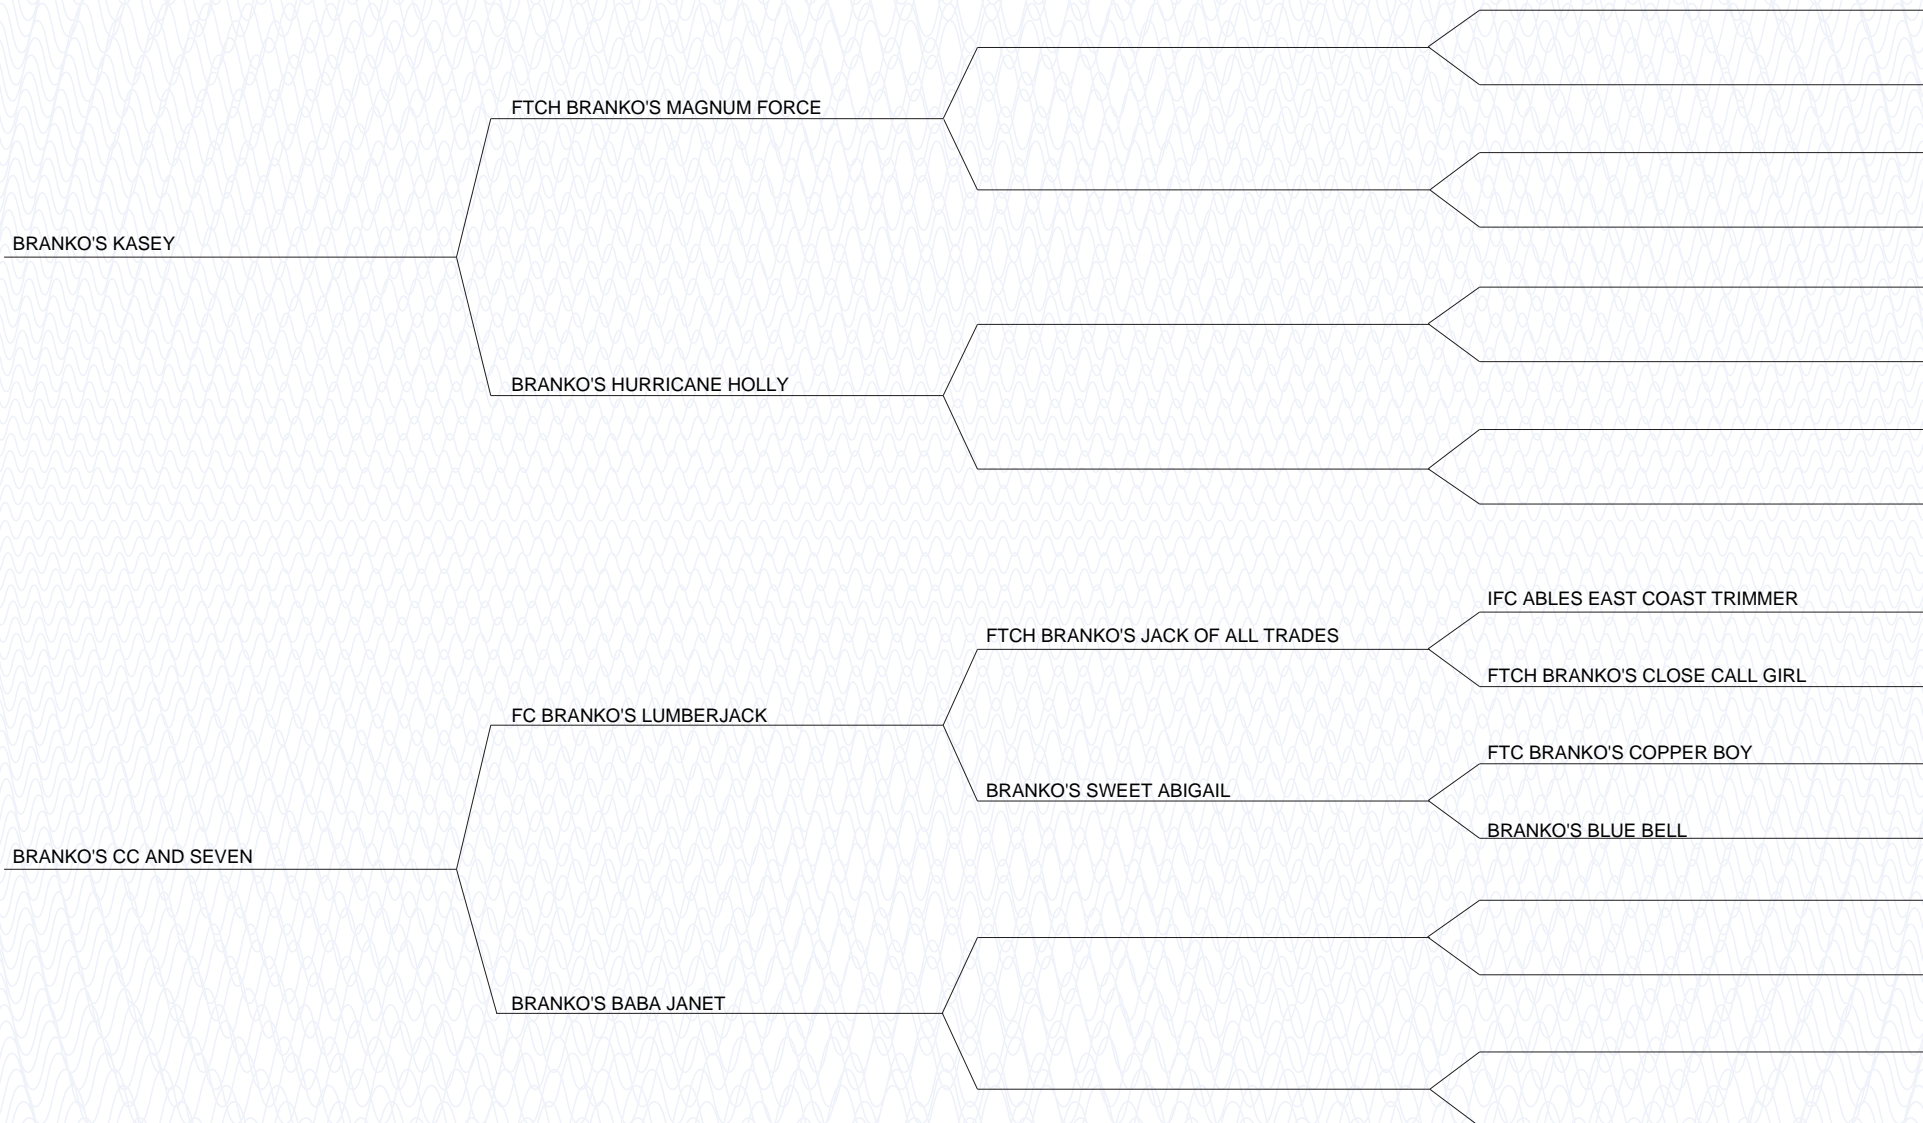 FTCH BRANKO'S MAGNUM FORCE
BRANKO'S KASEY
BRANKO'S HURRICANE HOLLY
IFC ABLES EAST COAST TRIMMER
FTCH BRANKO'S JACK OF ALL TRADES
FTCH BRANKO'S CLOSE CALL GIRL
FC BRANKO'S LUMBERJACK
FTC BRANKO'S COPPER BOY
BRANKO'S SWEET ABIGAIL
BRANKO'S BLUE BELL
BRANKO'S CC AND SEVEN
BRANKO'S BABA JANET